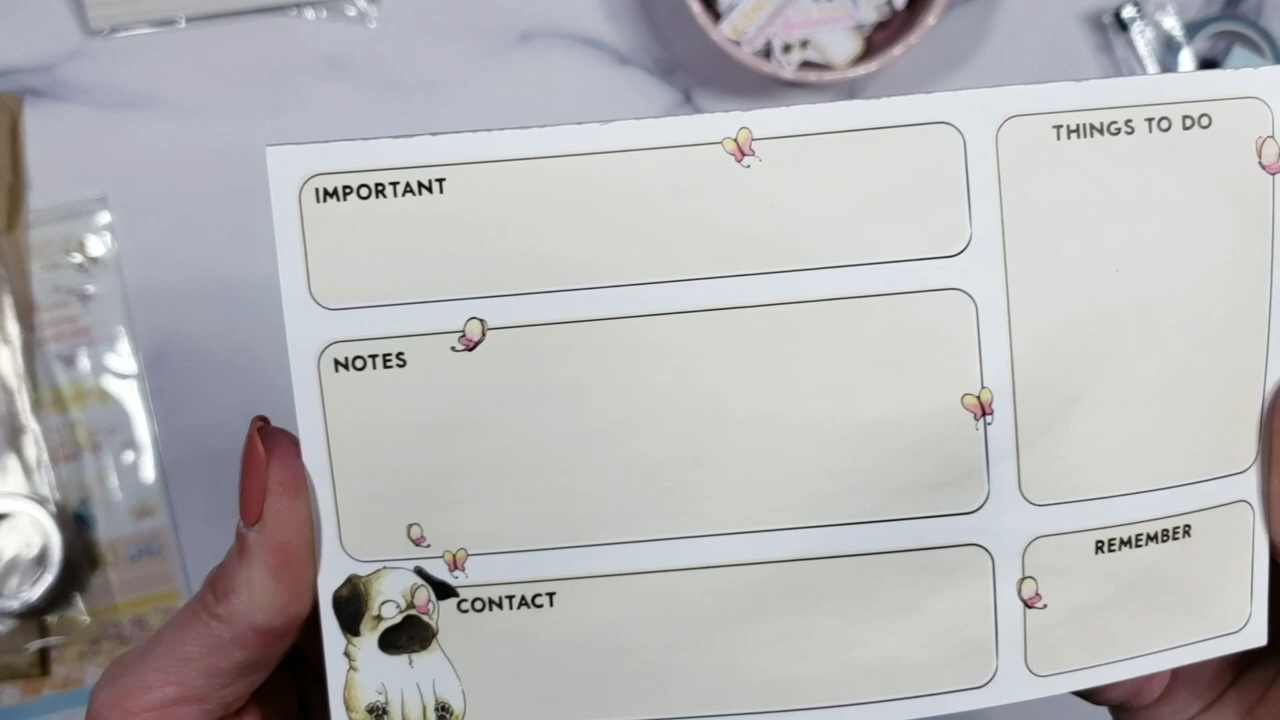 IMPORTANT
THINGS TO DO
NOTES
REMEMBER
CONTACT